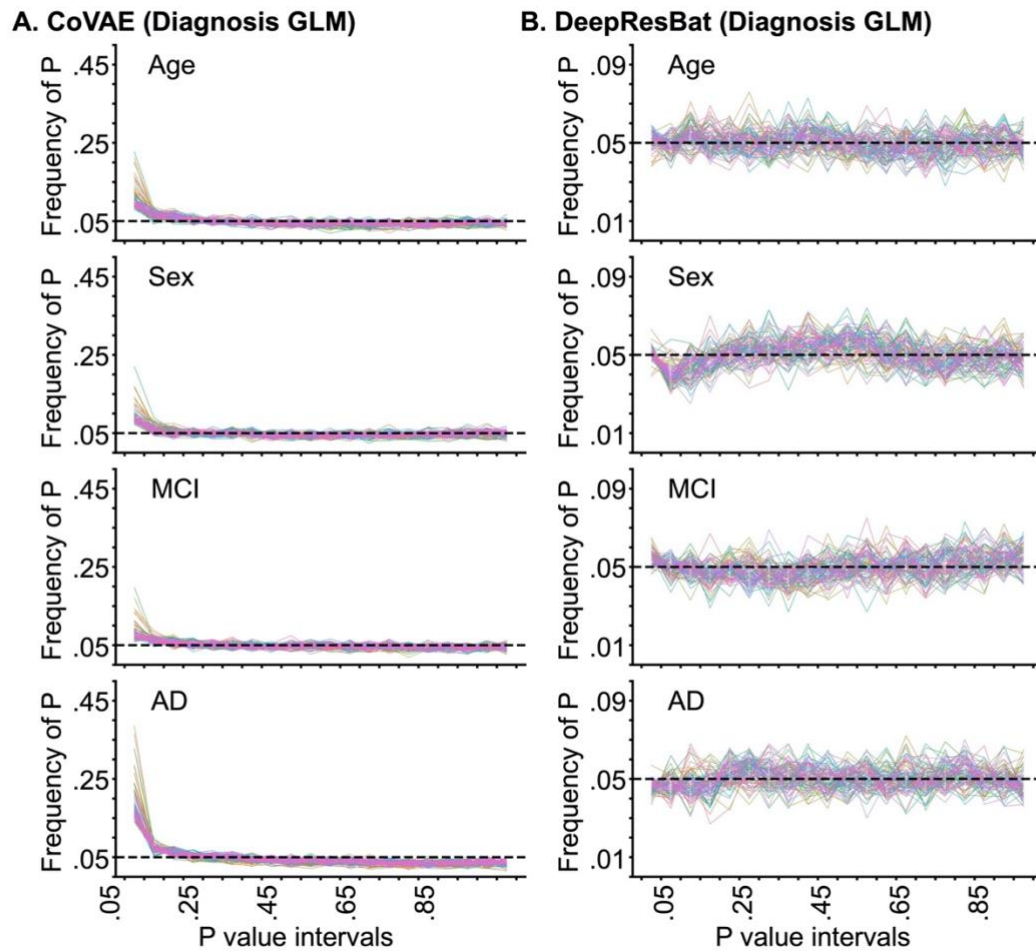 A. CoVAE (Diagnosis GLM)
B. DeepResBat (Diagnosis GLM)
Frequency of P
.45
.25
.05
Age
Frequency of P
.09
.05
.01
Age
Frequency of P
.45
.25
.05
Sex
Frequency of P
.09
.05
.01
Sex
Frequency of P
.45
.25
.05
MCI
Frequency of P
.09
.05
.01
MCI
Frequency of P
.45
.25
.05
AD
Frequency of P
.09
.05
.01
AD
.05 .25 .45 .65 .85
P value intervals
.05 .25 .45 .65 .85
P value intervals